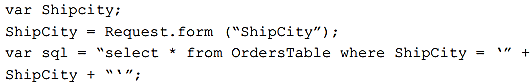 var Shipcity;
ShipCity = Request.form (“ShipCity”);
var sql = “select * from OrdersTable where ShipCity = ‘” +
ShipCity + “‘”;